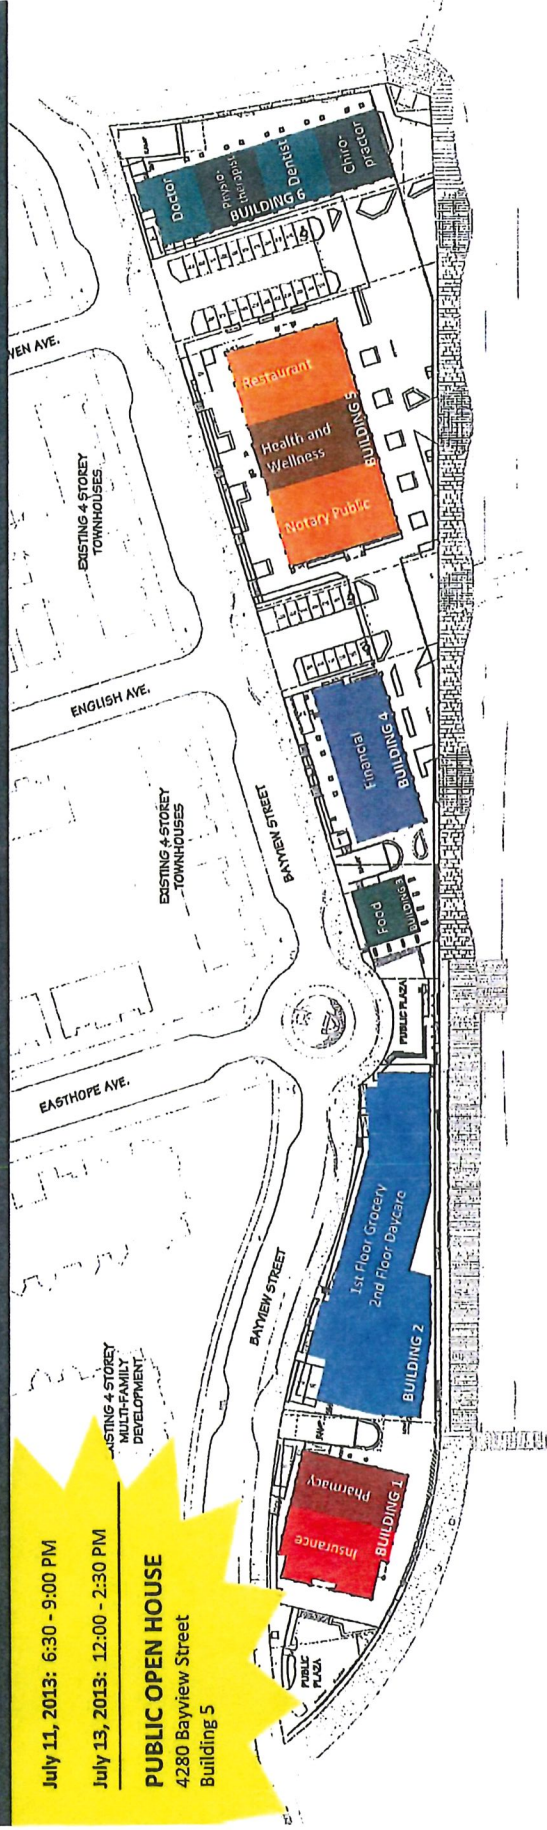 July 11, 2013: 6:30 - 9:00 PM
July 13, 2013: 12:00 - 2:30 PM
PUBLIC OPEN HOUSE
4280 Bayview Street
Building 5
EXISTING 4 STOREY
TOWNHOUSES
ENGLISH AVE.
EXISTING 4 STOREY
TOWNHOUSES
EASTHOPE AVE.
BAYVIEW STREET
BAYVIEW STREET
MULTI-FAMILY
DEVELOPMENT
PUBLIC
PLAZA
Insurance
Pharmacy
BUILDING 1
RAMP
1st Floor Grocery
2nd Floor Daycare
BUILDING 2
PUBLIC PLAZA
Food
BUILDING 3
Financial
BUILDING 4
Notary Public
Health and
Wellness
Restaurant
BUILDING 5
Doctor
Physio-
therapist
Dentist
Chiro-
practor
BUILDING 6